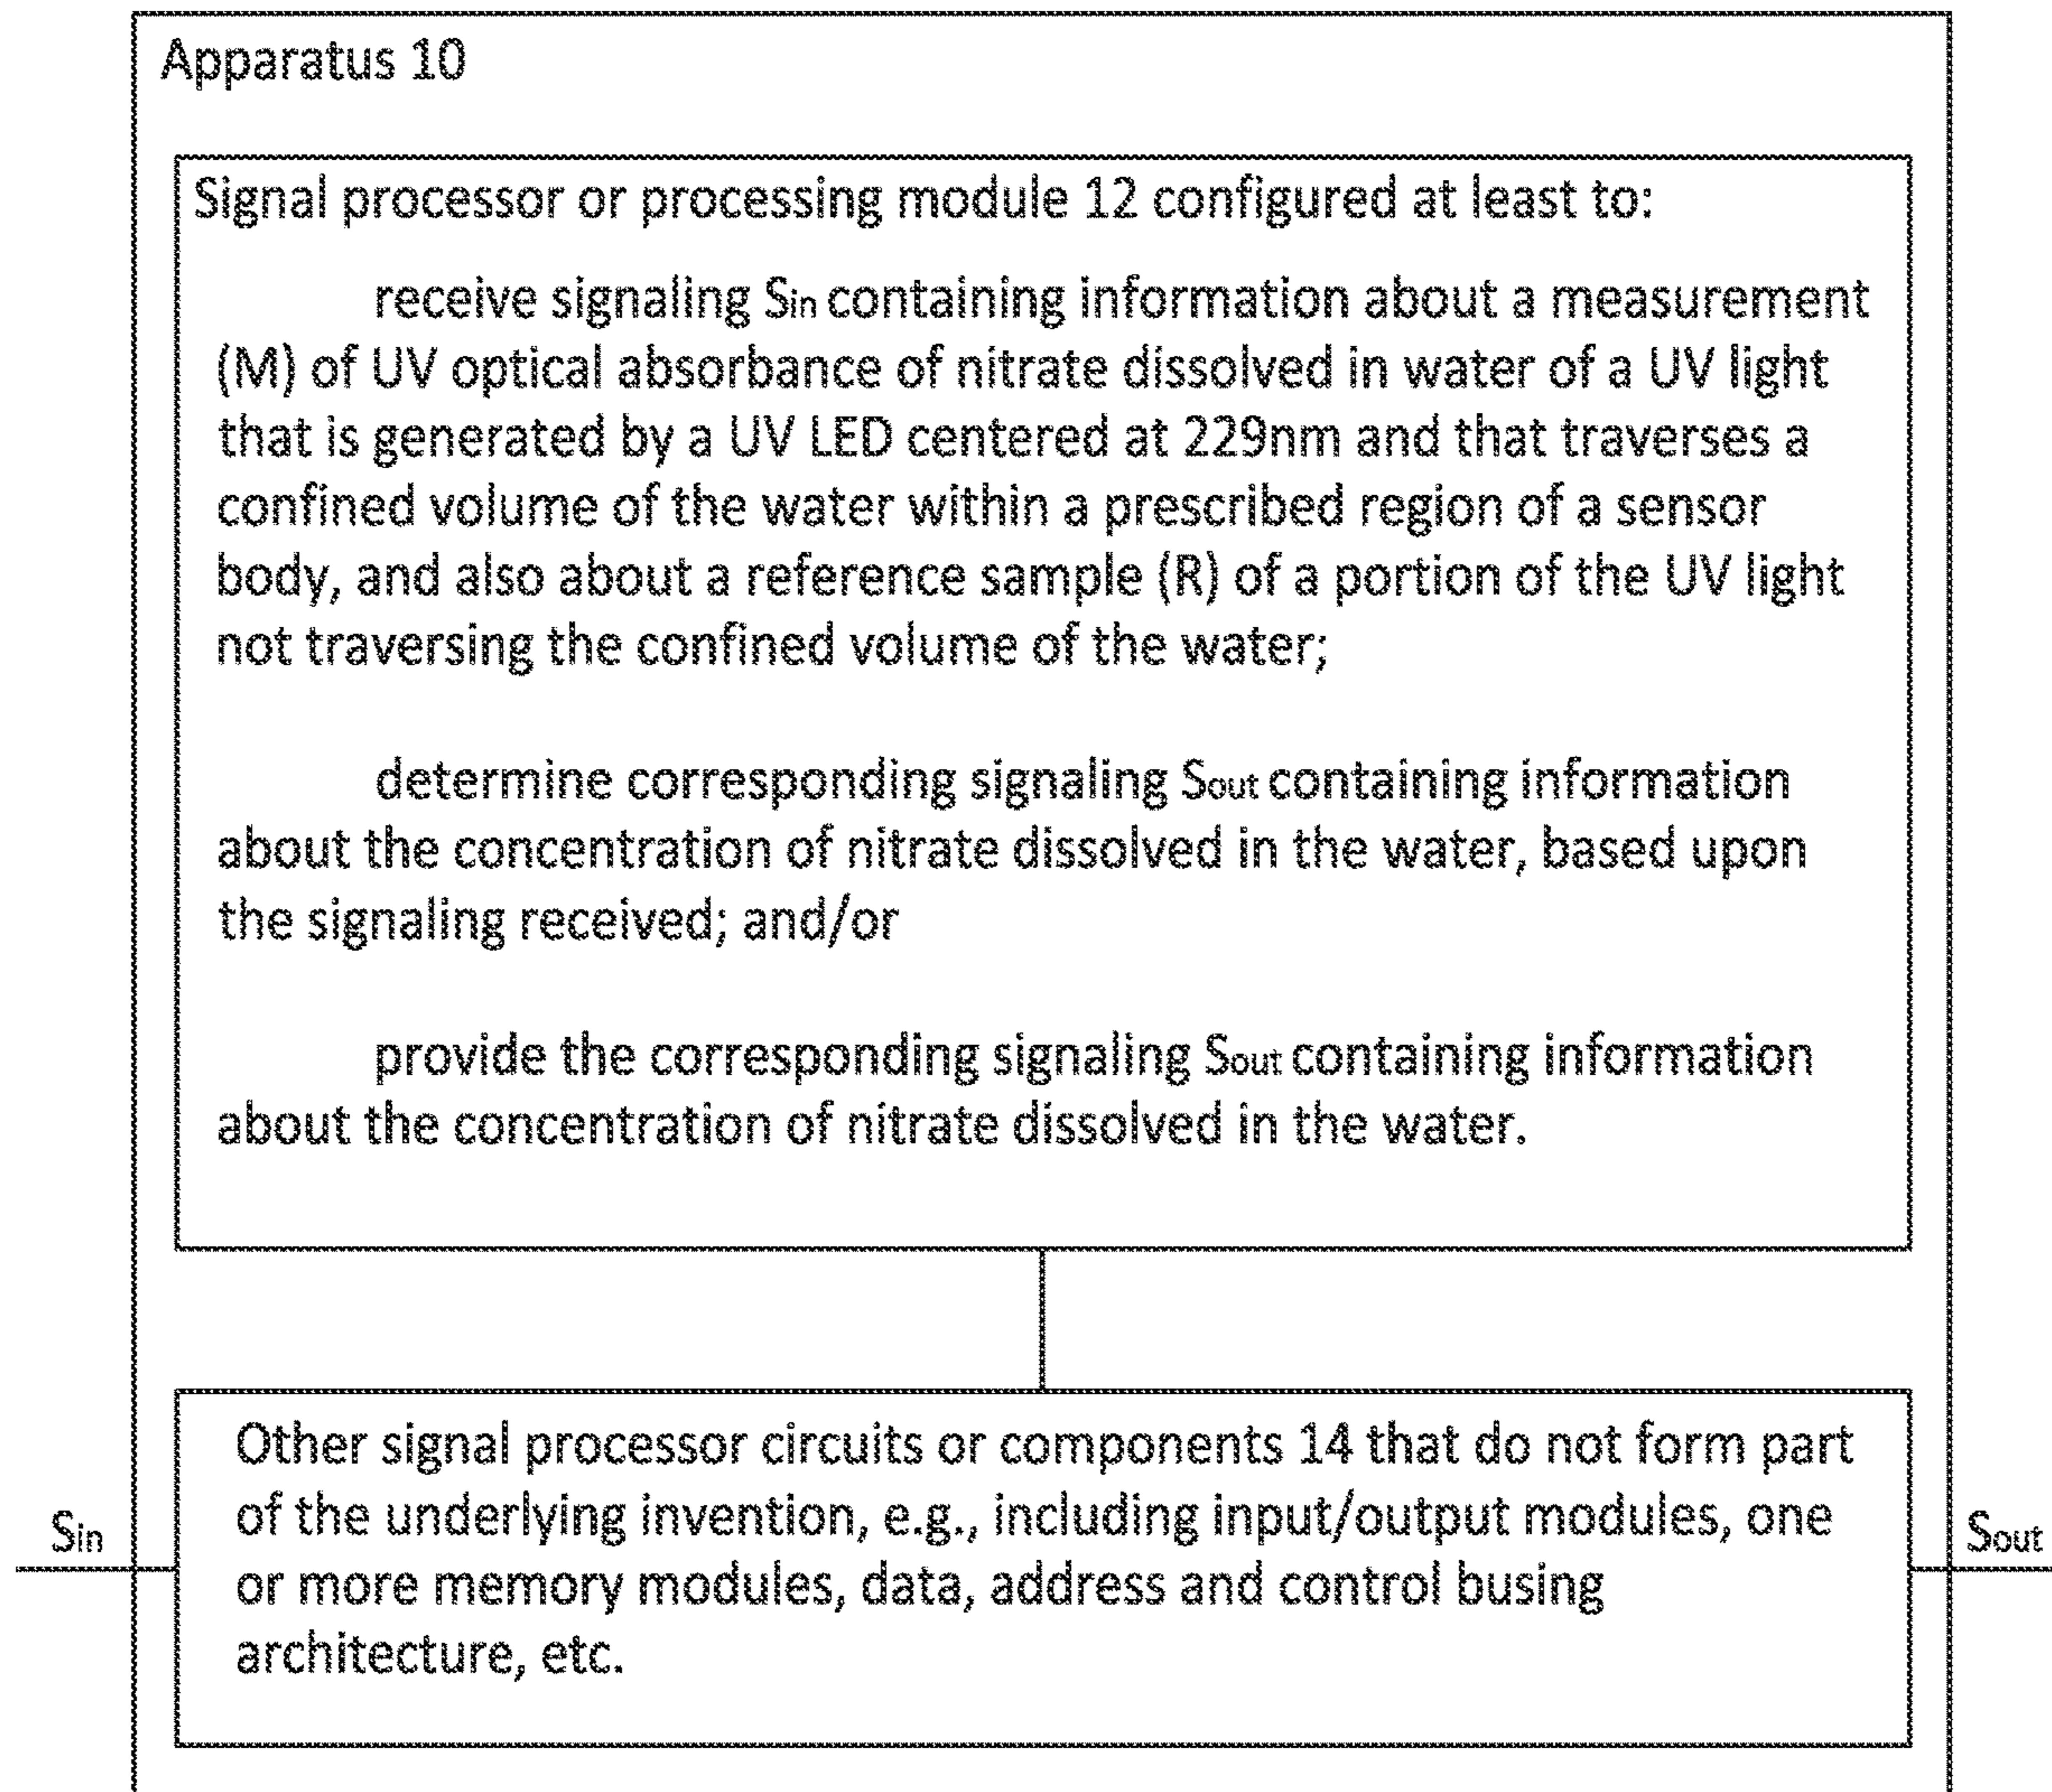 Apparatus 10
Signal processor or processing module 12 configured at least to:
receive signaling Sin containing information about a measurement
(M) of UV optical absorbance of nitrate dissolved in water of a UV light
that is generated by a UV LED centered at 229nm and that traverses a
confined volume of the water within a prescribed region of a sensor
body, and also about a reference sample (R) of a portion of the UV light
not traversing the confined volume of the water;
determine corresponding signaling Sout containing information
about the concentration of nitrate dissolved in the water, based upon
the signaling received; and/or
provide the corresponding signaling Sout containing information
about the concentration of nitrate dissolved in the water.
Other signal processor circuits or components 14 that do not form part
of the underlying invention, e.g., including input/output modules, one
or more memory modules, data, address and control busing
architecture, etc.
Sin
Sout